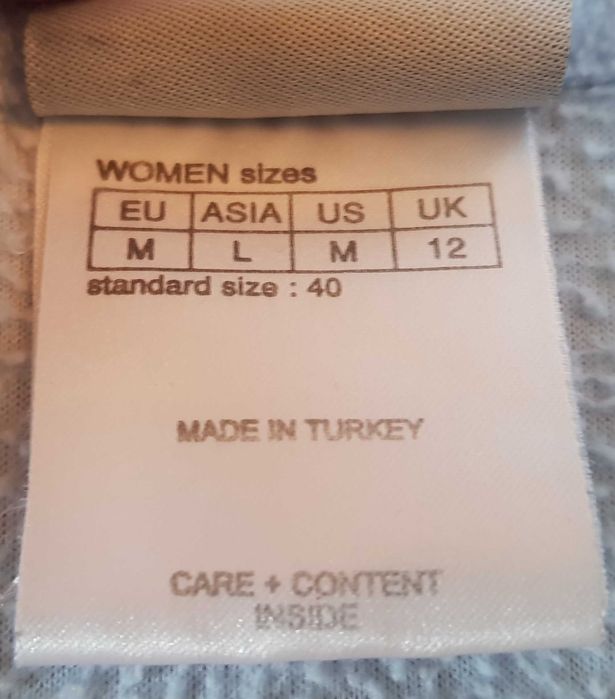 WOMEN sizes
EU ASIA US UK
M L M 12
standard size : 40
MADE IN TURKEY
CARE + CONTENT
INSIDE